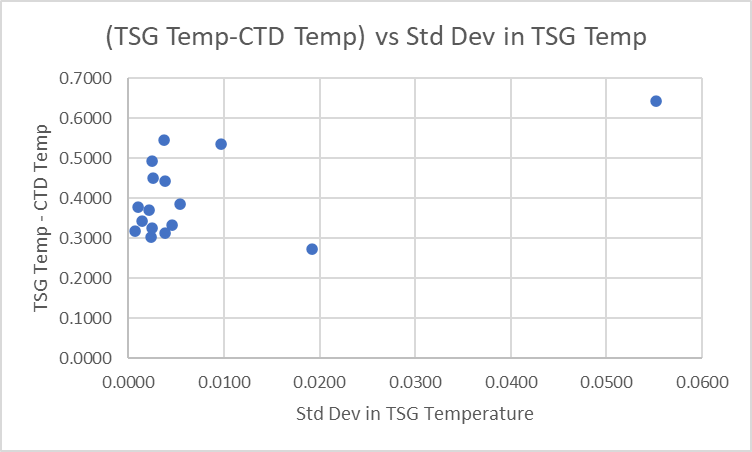 (TSG Temp-CTD Temp) vs Std Dev in TSG Temp
TSG Temp - CTD Temp
0.7000
0.6000
0.5000
0.4000
0.3000
0.2000
0.1000
0.0000
0.0000 0.0100 0.0200 0.0300 0.0400 0.0500 0.0600
Std Dev in TSG Temperature